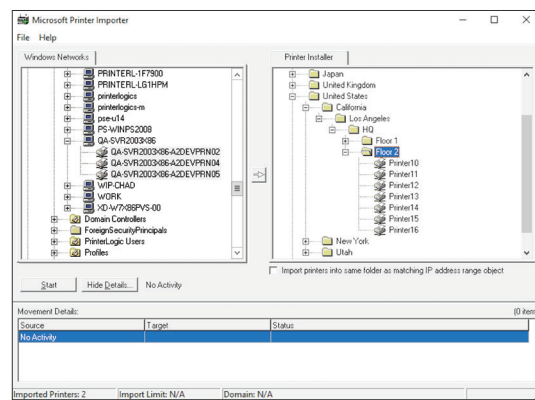 Microsoft Printer Importer
File Help
Windows Networks
PRINTERL-1F7900
PRINTERL-LG1HPM
printerlogics
printerlogics-m
pse-u14
PS-WINPS2008
QA-SVR2003X86
QA-SVR2003X86-A2DEVPRN02
QA-SVR2003X86-A2DEVPRN04
QA-SVR2003X86-A2DEVPRN05
WIP-CHAD
WORK
XD-W7X86PVS-00
Domain Controllers
ForeignSecurityPrincipals
PrinterLogic Users
Profiles
Printer Installer
Japan
United Kingdom
United States
California
Los Angeles
HQ
Floor 1
Floor 2
Printer10
Printer11
Printer12
Printer13
Printer14
Printer15
Printer16
New York
Utah
Import printers into same folder as matching IP address range object
Start Hide Details... No Activity
Movement Details: (0 item
Source Target Status
No Activity
Imported Printers: 2 Import Limit: N/A Domain: N/A